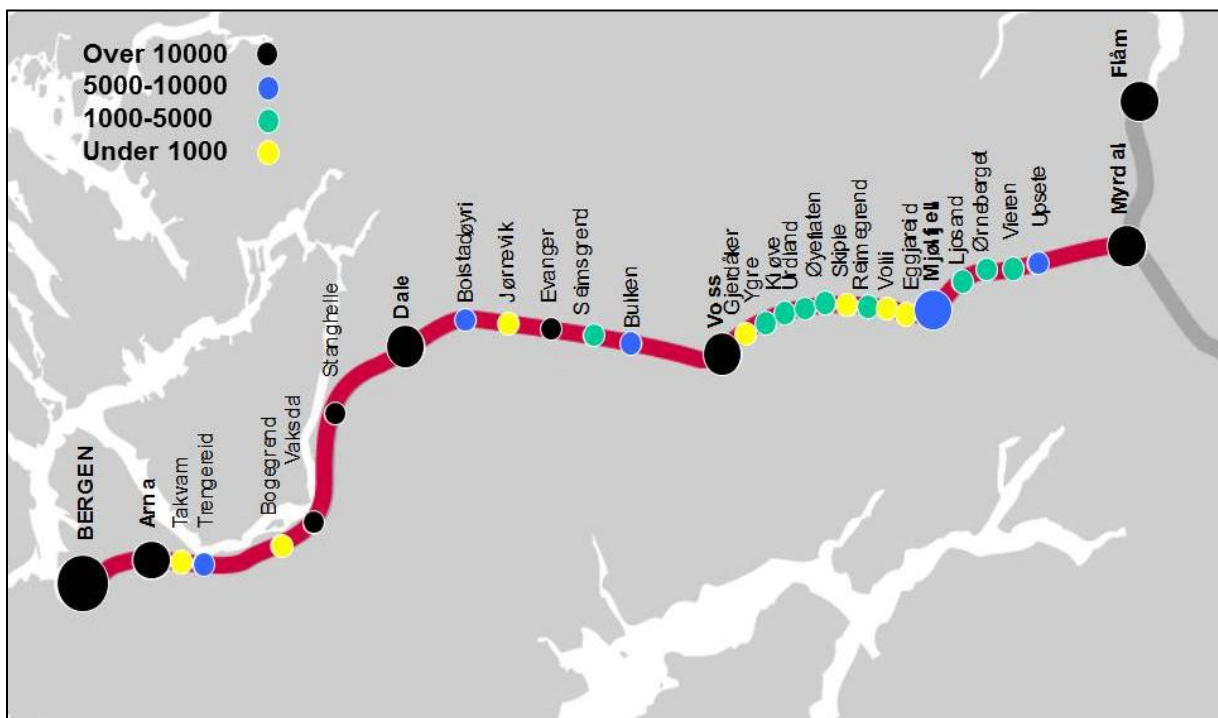 Over 10000
5000-10000
1000-5000
Under 1000
BERGEN
Arna
Takvam
Trengereid
Bogegrend
Vaksdal
Stanghelle
Dale
Bolstadøyri
Jørnevik
Evanger
Seimsgrend
Bulken
Voss
Gjerdåker
Ygre
Kløve
Urdland
Øyeflaten
Skiple
Reimegrend
Volli
Eggjareid
Mjølfjell
Ljosand
Ørneberget
Vieren
Upsete
Myrdal
Flåm